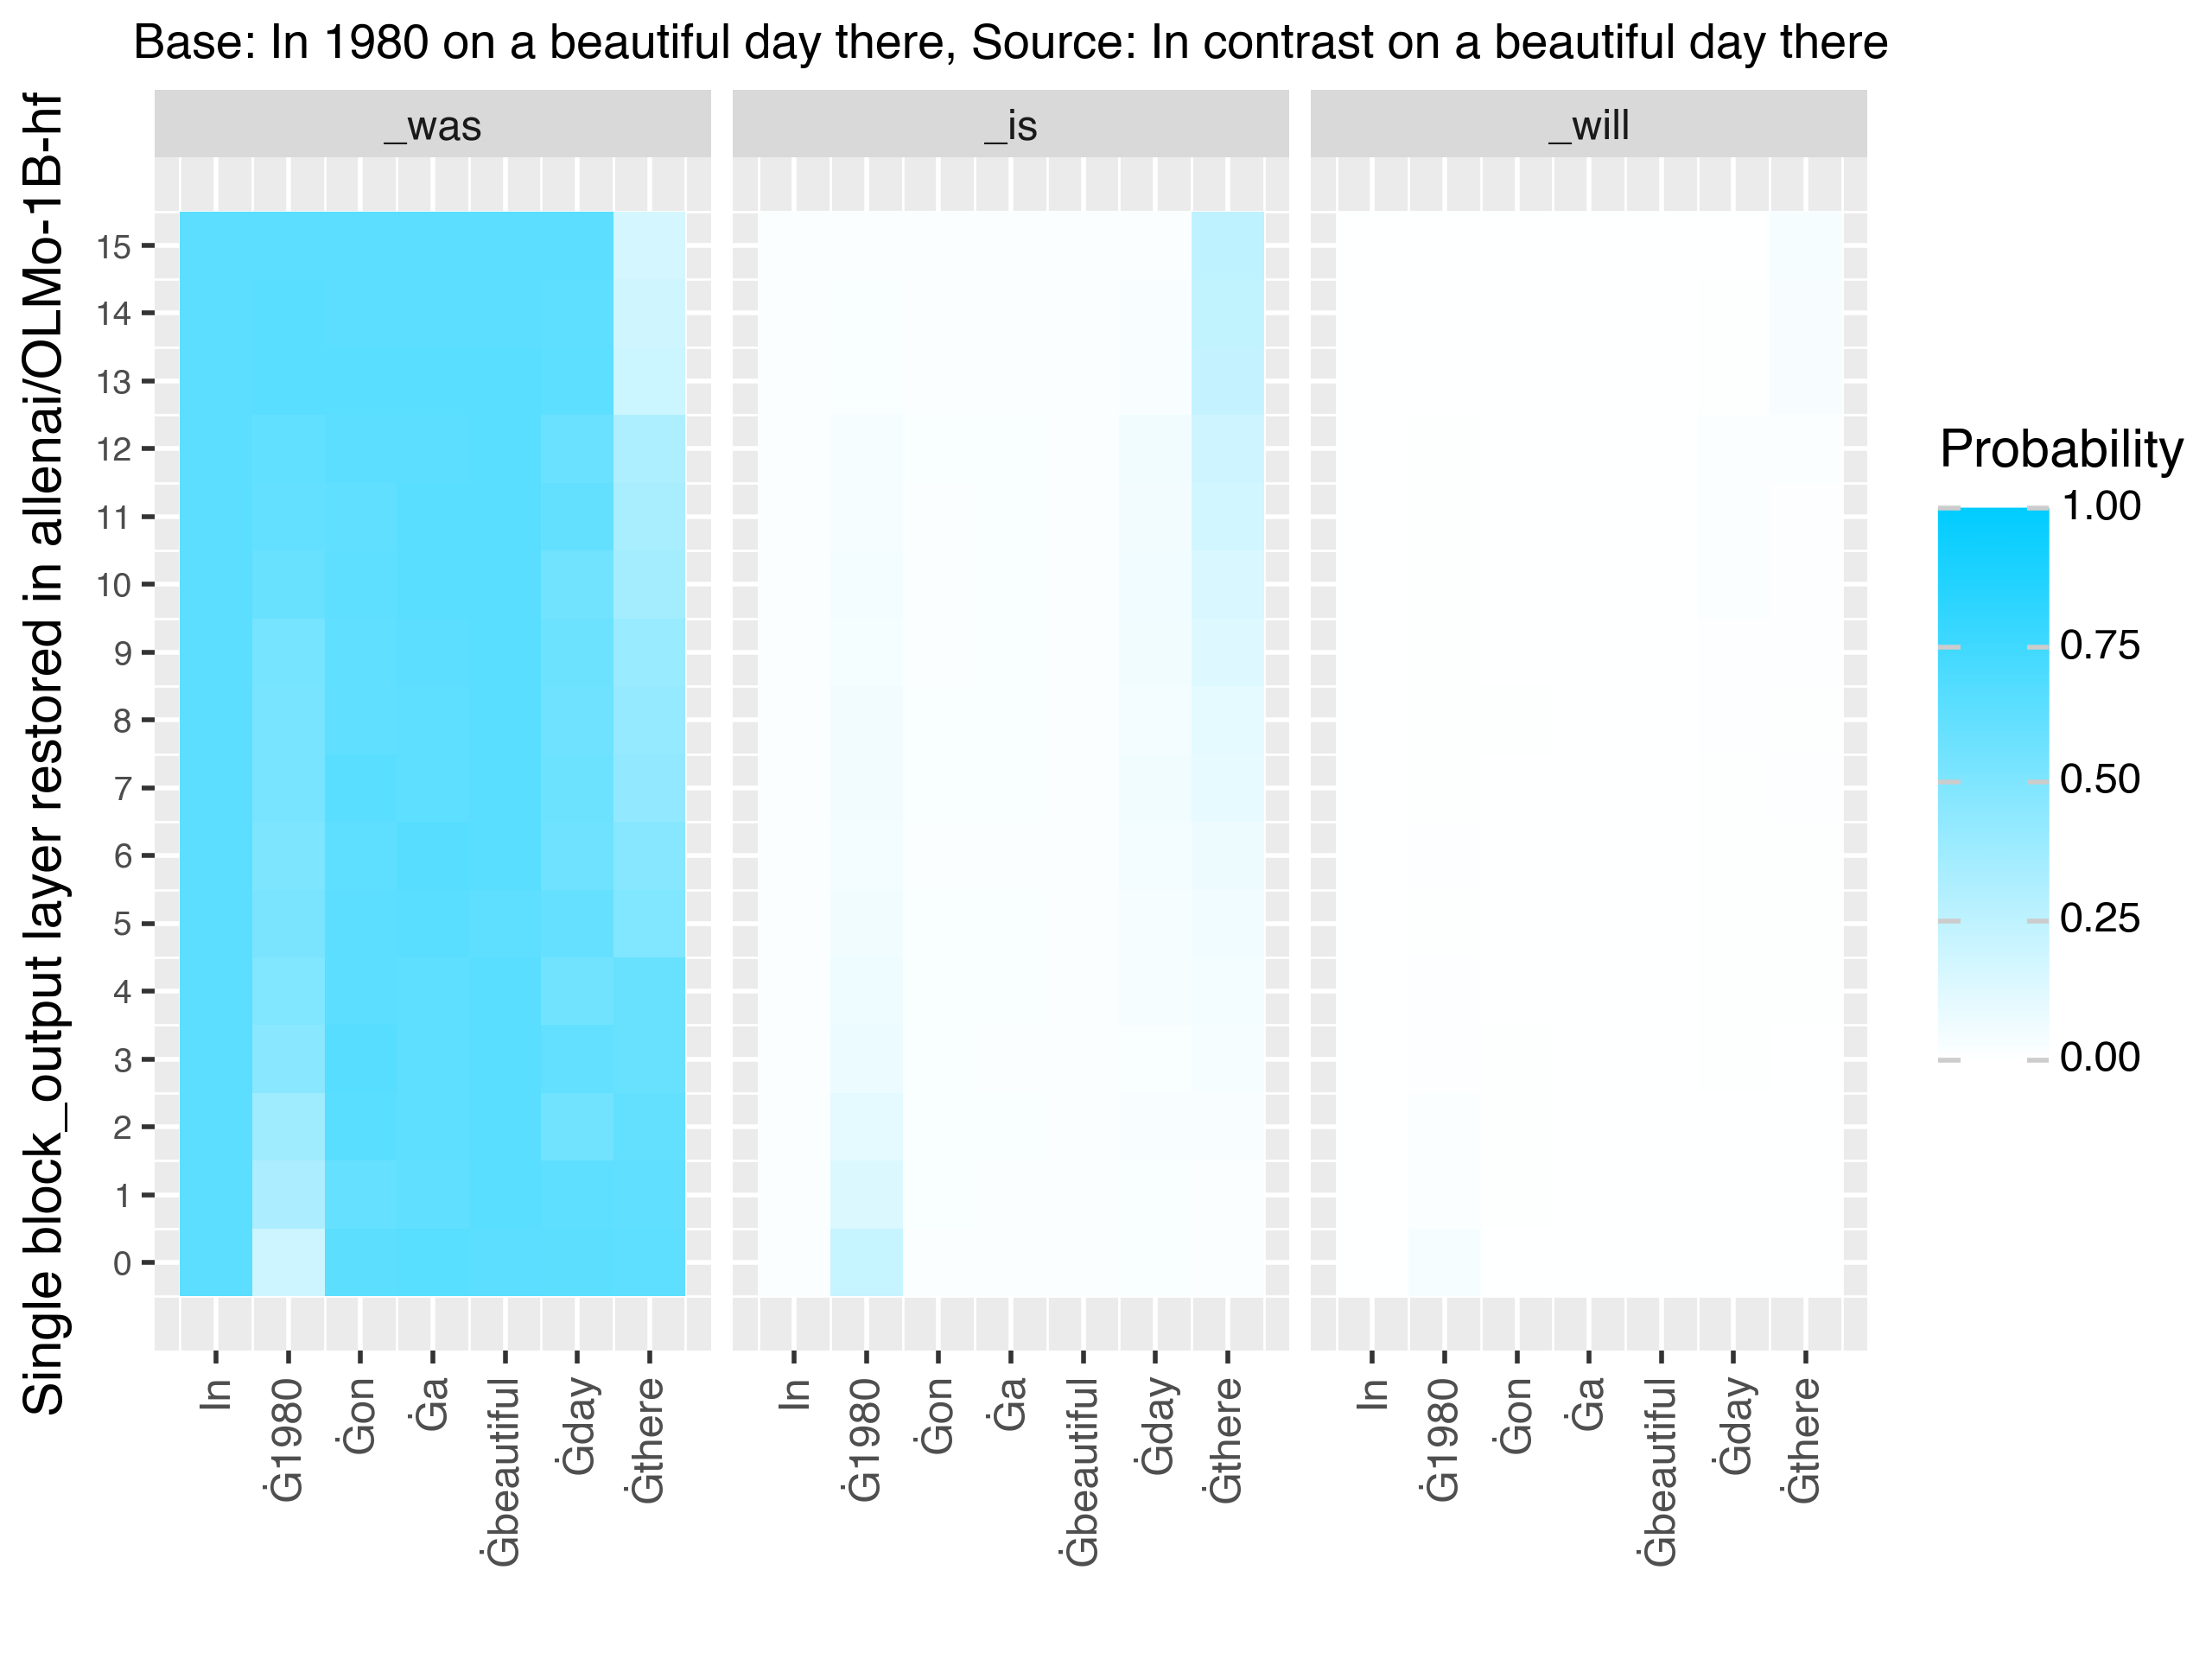 Base: In 1980 on a beautiful day there, Source: In contrast on a beautiful day there
Single block_output layer restored in allenai/OLMo-1B-hf
_was
_is
_will
15
14
13
12
11
10
9
8
7
6
5
4
3
2
1
0
In
Ġ1980
Ġon
Ġa
Ġbeautiful
Ġday
Ġthere
In
Ġ1980
Ġon
Ġa
Ġbeautiful
Ġday
Ġthere
In
Ġ1980
Ġon
Ġa
Ġbeautiful
Ġday
Ġthere
Probability
1.00
0.75
0.50
0.25
0.00